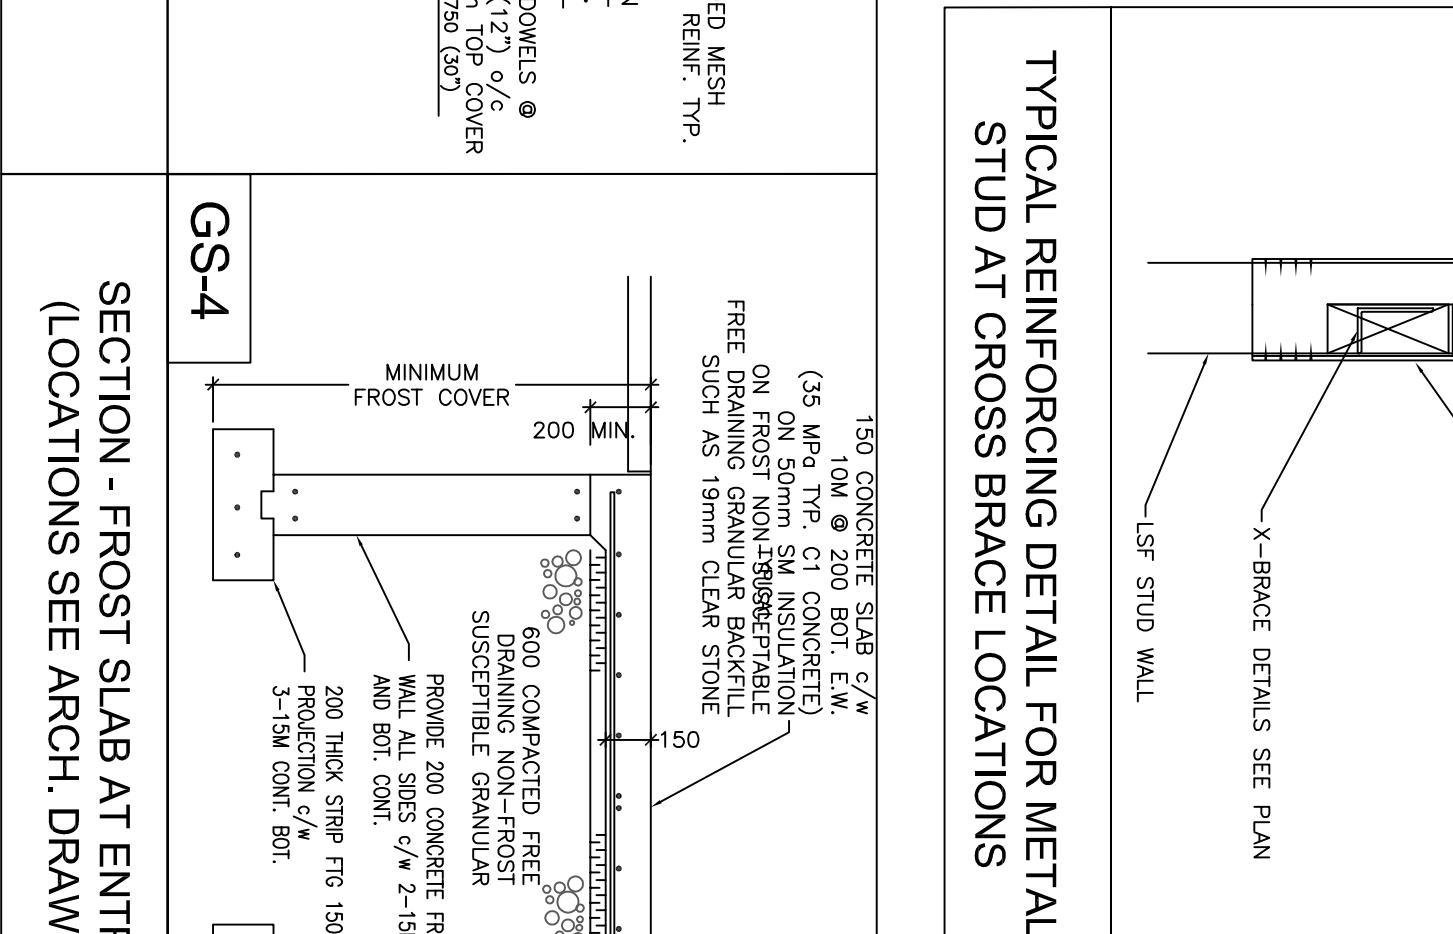 ED MESH
REINF. TYP.
DOWELS @
(12") o/c
TOP COVER
750 (30")
TYPICAL REINFORCING DETAIL FOR METAL
STUD AT CROSS BRACE LOCATIONS
X-BRACE DETAILS SEE PLAN
LSF STUD WALL
150 CONCRETE SLAB c/w
10M @ 200 BOT. E.W.
(35 MPa TYP. C1 CONCRETE)
ON 50mm SM INSULATION
TYPICAL
ON FROST NON-SUSCEPTABLE
FREE DRAINING GRANULAR BACKFILL
SUCH AS 19mm CLEAR STONE
150
MINIMUM
FROST COVER
200 MIN.
600 COMPACTED FREE
DRAINING NON-FROST
SUSCEPTIBLE GRANULAR
PROVIDE 200 CONCRETE FR
WALL ALL SIDES c/w 2-15
AND BOT. CONT.
200 THICK STRIP FTG 150
PROJECTION c/w
3-15M CONT. BOT.
GS-4
SECTION - FROST SLAB AT ENT
(LOCATIONS SEE ARCH. DRAW